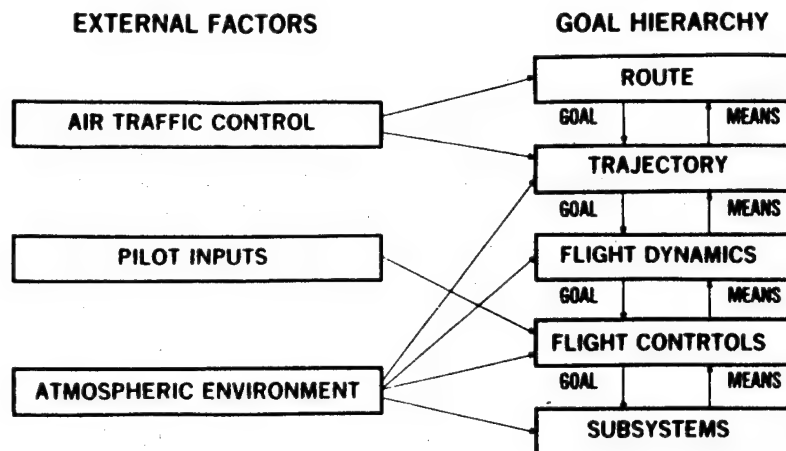 EXTERNAL FACTORS
GOAL HIERARCHY
ROUTE
GOAL MEANS
AIR TRAFFIC CONTROL
TRAJECTORY
GOAL MEANS
PILOT INPUTS
FLIGHT DYNAMICS
GOAL MEANS
FLIGHT CONTRTOLS
GOAL MEANS
ATMOSPHERIC ENVIRONMENT
SUBSYSTEMS